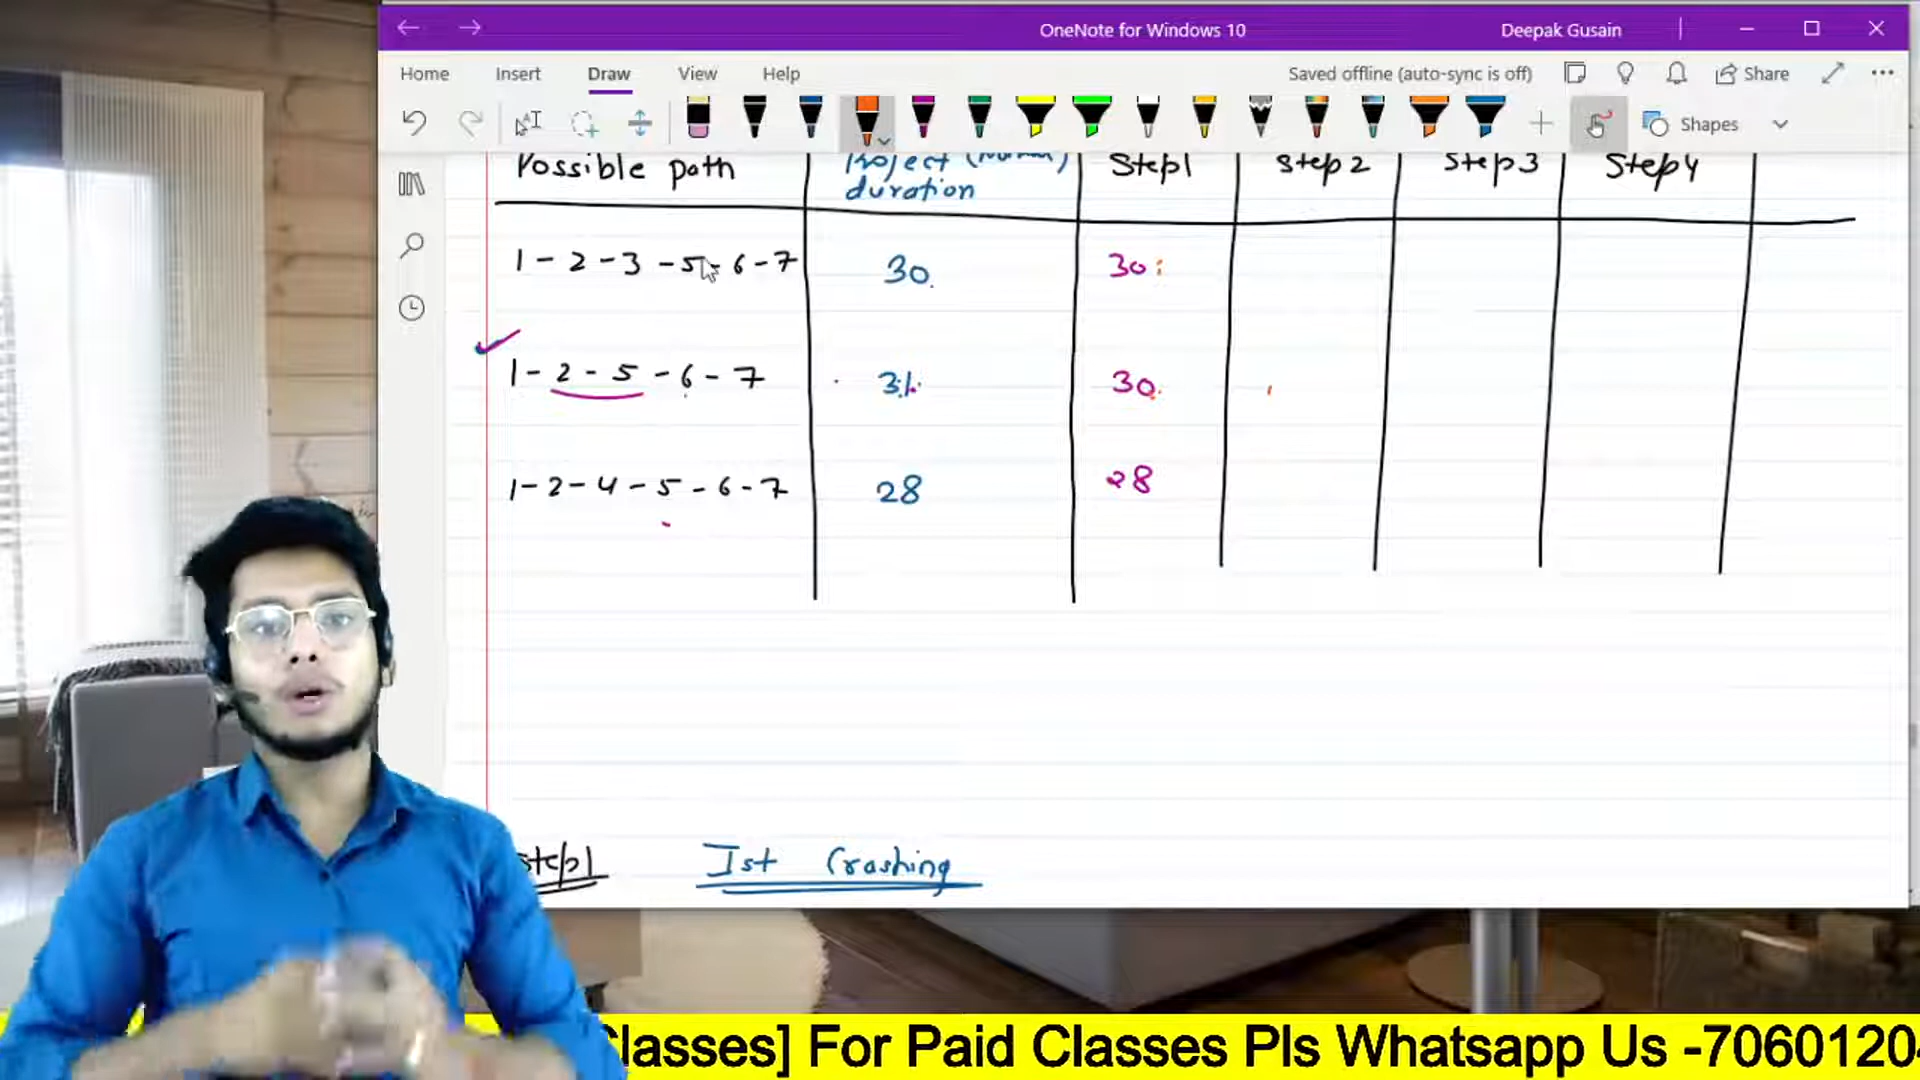 OneNote for Windows 10
Deepak Gusain
Home Insert Draw View Help
Saved offline (auto-sync is off)
Share
Shapes
Possible path
Project (Normal) duration
Step1
Step2
Step3
Step4
1 - 2 - 3 - 5 - 6 - 7
30
30
1 - 2 - 5 - 6 - 7
31
30
1 - 2 - 4 - 5 - 6 - 7
28
28
Step1
Ist Crashing
lasses] For Paid Classes Pls Whatsapp Us -7060120